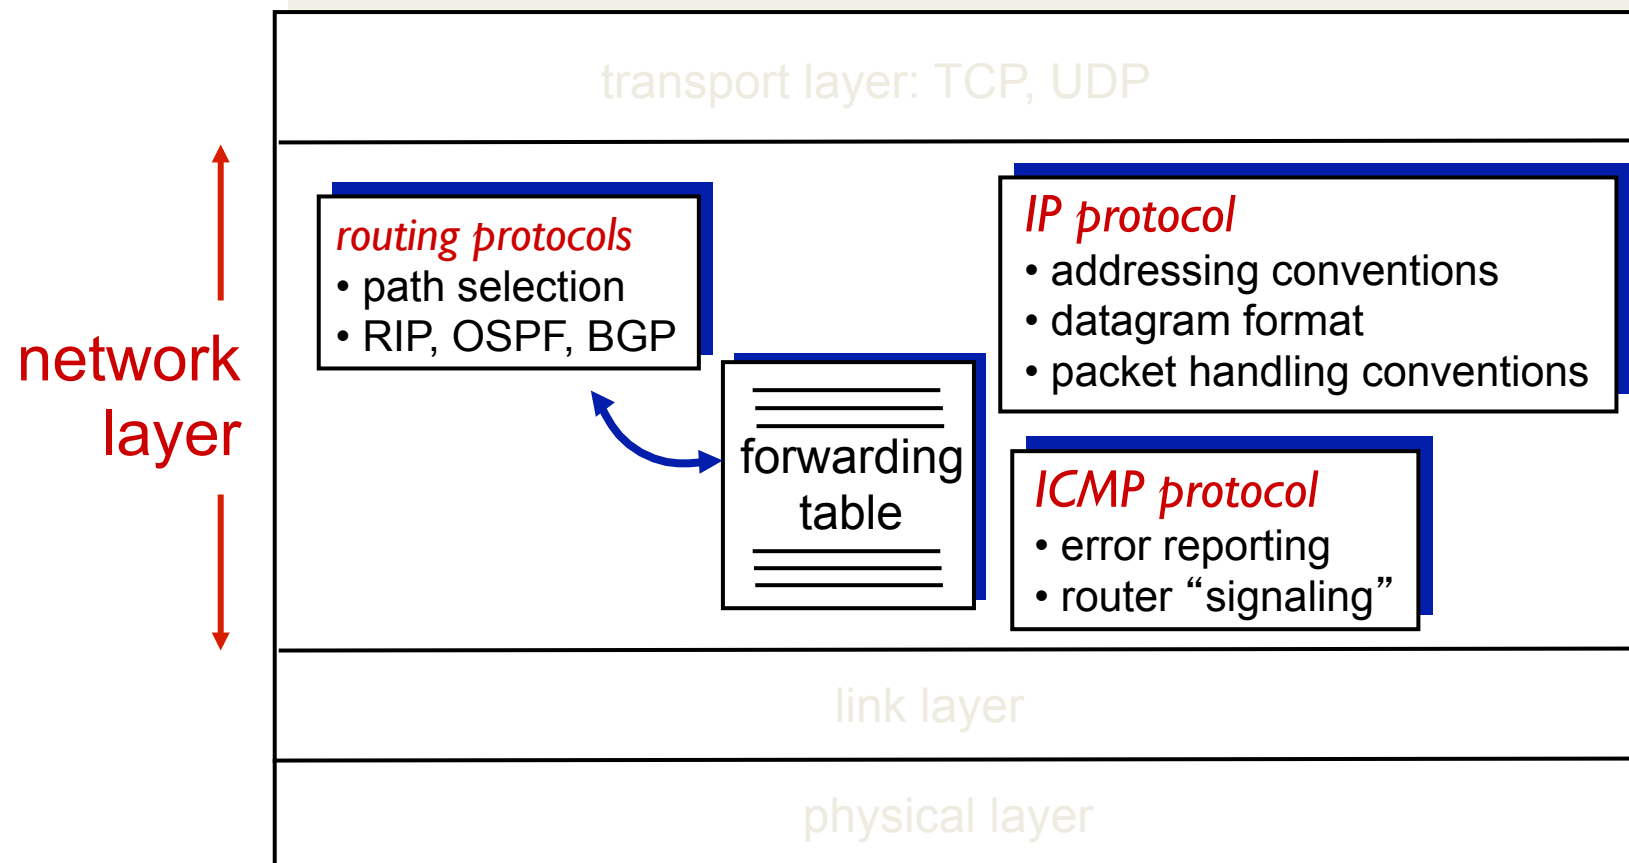 transport layer: TCP, UDP
network
layer
routing protocols
• path selection
• RIP, OSPF, BGP
forwarding
table
IP protocol
• addressing conventions
• datagram format
• packet handling conventions
ICMP protocol
• error reporting
• router “signaling”
link layer
physical layer